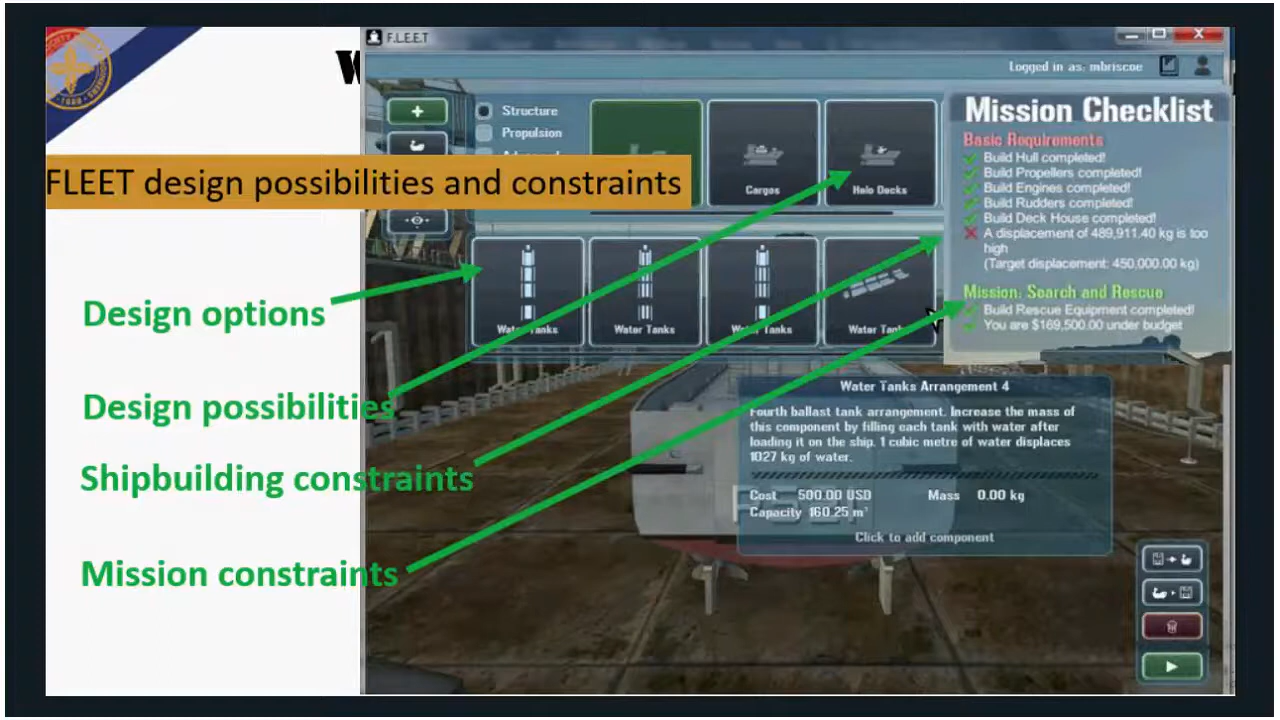 F.L.E.E.T
Logged in as: mbriscoe
Structure
Propulsion
FLEET design possibilities and constraints
Cargos
Helo Decks
Mission Checklist
Basic Requirements
Build Hull completed!
Build Propellers completed!
Build Engines completed!
Build Rudders completed!
Build Deck House completed!
A displacement of 489,911.40 kg is too
high
(Target displacement: 450,000.00 kg)
Mission: Search and Rescue
Build Rescue Equipment completed!
You are $169,500.00 under budget
Water Tanks
Water Tanks
Water Tanks
Water Tanks
Design options
Design possibilities
Shipbuilding constraints
Mission constraints
Water Tanks Arrangement 4
Fourth ballast tank arrangement. Increase the mass of
this component by filling each tank with water after
loading it on the ship. 1 cubic metre of water displaces
1027 kg of water.
Cost 500.00 USD Mass 0.00 kg
Capacity 160.25 m³
Click to add component